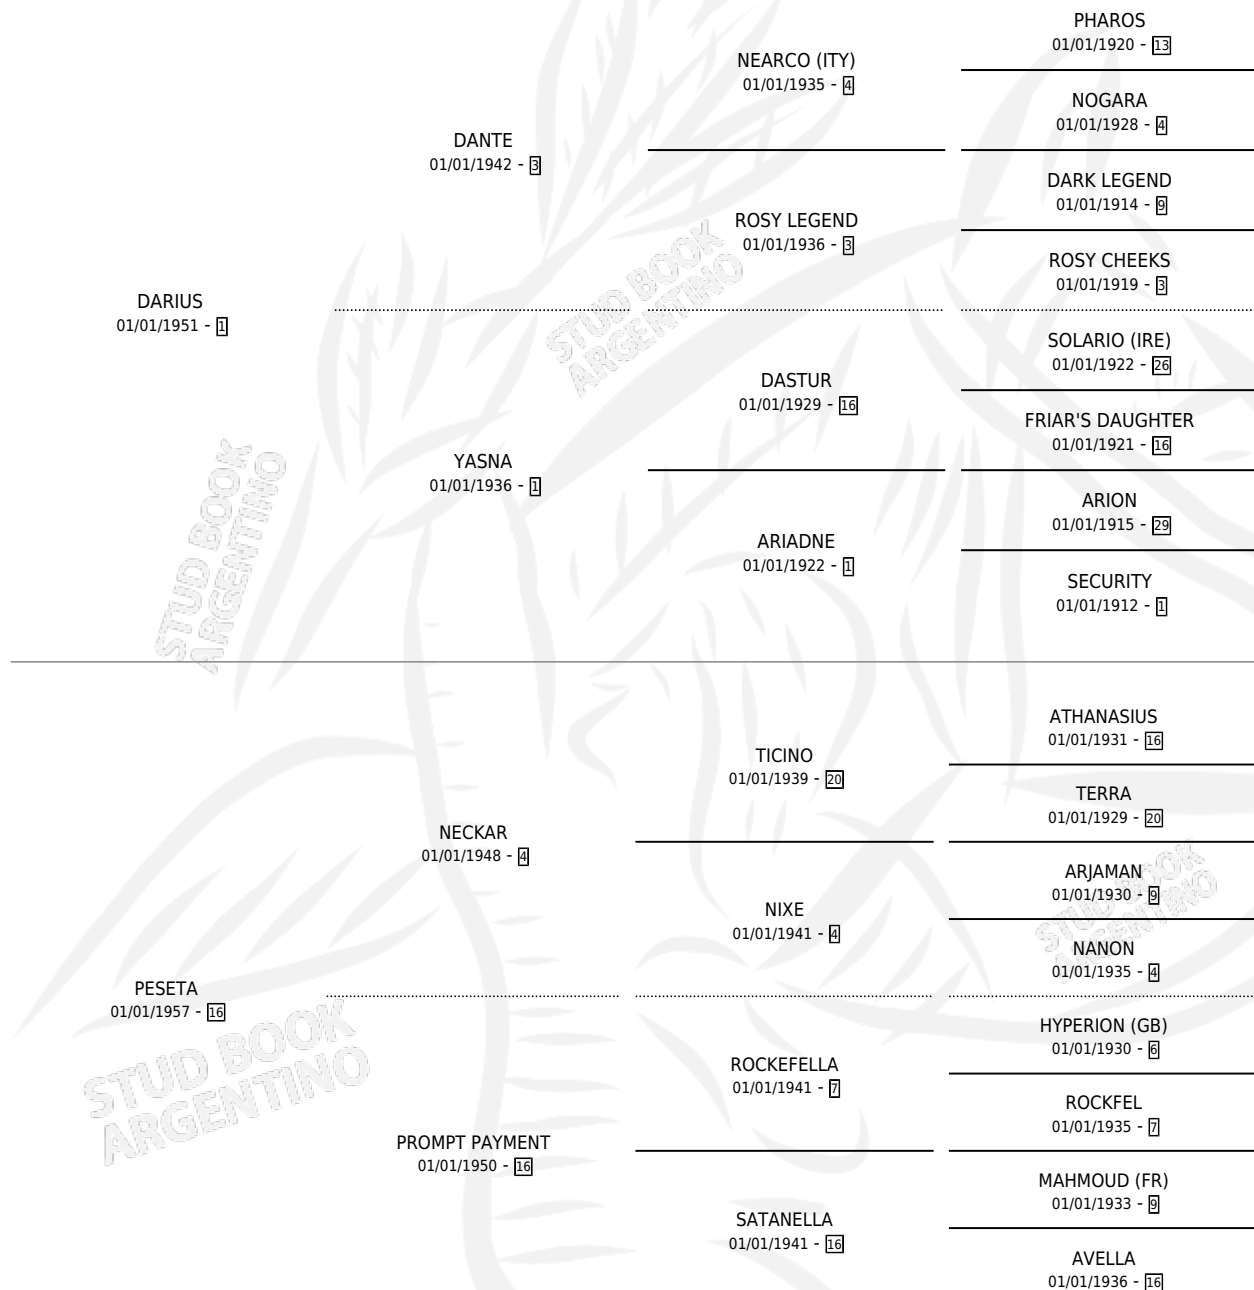 PHAROS
01/01/1920 - 13
NEARCO (ITY)
01/01/1935 - 4
NOGARA
01/01/1928 - 4
DANTE
01/01/1942 - 3
DARK LEGEND
01/01/1914 - 9
ROSY LEGEND
01/01/1936 - 3
ROSY CHEEKS
01/01/1919 - 3
DARIUS
01/01/1951 - 1
SOLARIO (IRE)
01/01/1922 - 26
DASTUR
01/01/1929 - 16
FRIAR'S DAUGHTER
01/01/1921 - 16
YASNA
01/01/1936 - 1
ARION
01/01/1915 - 29
ARIADNE
01/01/1922 - 1
SECURITY
01/01/1912 - 1
STUD BOOK
ARGENTINO
STUD BOOK
ARGENTINO
ATHANASIUS
01/01/1931 - 16
TICINO
01/01/1939 - 20
TERRA
01/01/1929 - 20
NECKAR
01/01/1948 - 4
ARJAMAN
01/01/1930 - 9
NIXE
01/01/1941 - 4
NANON
01/01/1935 - 4
STUD BOOK
ARGENTINO
PESETA
01/01/1957 - 16
HYPERION (GB)
01/01/1930 - 6
ROCKEFELLA
01/01/1941 - 7
ROCKFEL
01/01/1935 - 7
STUD BOOK
ARGENTINO
PROMPT PAYMENT
01/01/1950 - 16
MAHMOUD (FR)
01/01/1933 - 9
SATANELLA
01/01/1941 - 16
AVELLA
01/01/1936 - 16